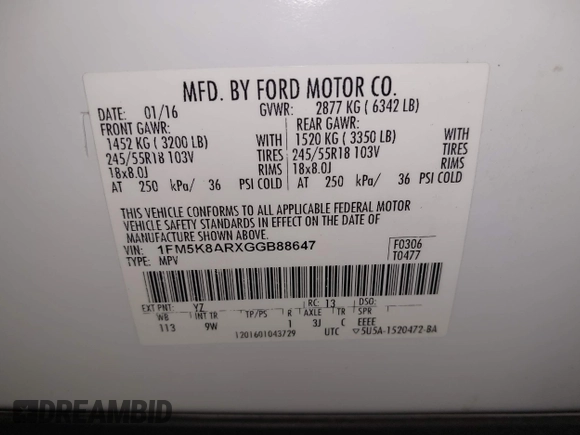 MFD. BY FORD MOTOR CO.
DATE: 01/16 GVWR: 2877 KG ( 6342 LB)
FRONT GAWR: REAR GAWR:
1452 KG ( 3200 LB) WITH 1520 KG ( 3350 LB) WITH
245/55R18 103V TIRES 245/55R18 103V TIRES
18x8.0J RIMS 18x8.0J RIMS
AT 250 kPa/ 36 PSI COLD AT 250 kPa/ 36 PSI COLD
THIS VEHICLE CONFORMS TO ALL APPLICABLE FEDERAL MOTOR
VEHICLE SAFETY STANDARDS IN EFFECT ON THE DATE OF
MANUFACTURE SHOWN ABOVE.
VIN: 1FM5K8ARXGGB88647 F0306
TYPE: MPV T0477
EXT PNT: YZ RC: 13 DSO:
WB TP/PS R AXLE TR SPR
113 9W 1 3J C EEEE
1201601043729 UTC ▽5U5A-1520472-BA
DREAMBID